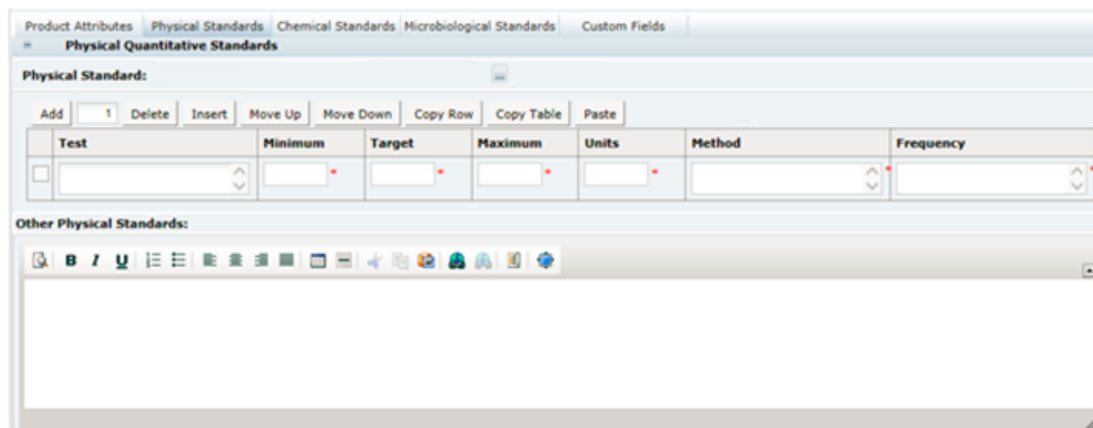 Product Attributes Physical Standards Chemical Standards Microbiological Standards Custom Fields
Physical Quantitative Standards
Physical Standard: ...
Add 1 Delete Insert Move Up Move Down Copy Row Copy Table Paste
Test Minimum Target Maximum Units Method Frequency
* * * * * *
Other Physical Standards:
B I U